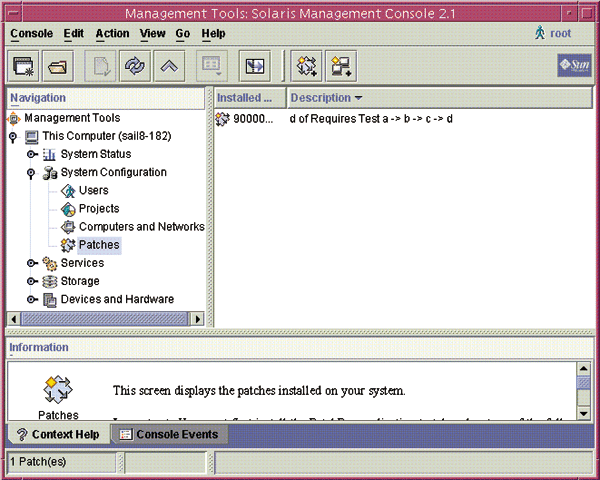 Management Tools: Solaris Management Console 2.1
Console Edit Action View Go Help root
Sun
Navigation
Installed ... Description
Management Tools
90000... d of Requires Test a -> b -> c -> d
This Computer (sail8-182)
System Status
System Configuration
Users
Projects
Computers and Networks
Patches
Services
Storage
Devices and Hardware
Information
This screen displays the patches installed on your system.
Patches
Context Help Console Events
1 Patch(es)